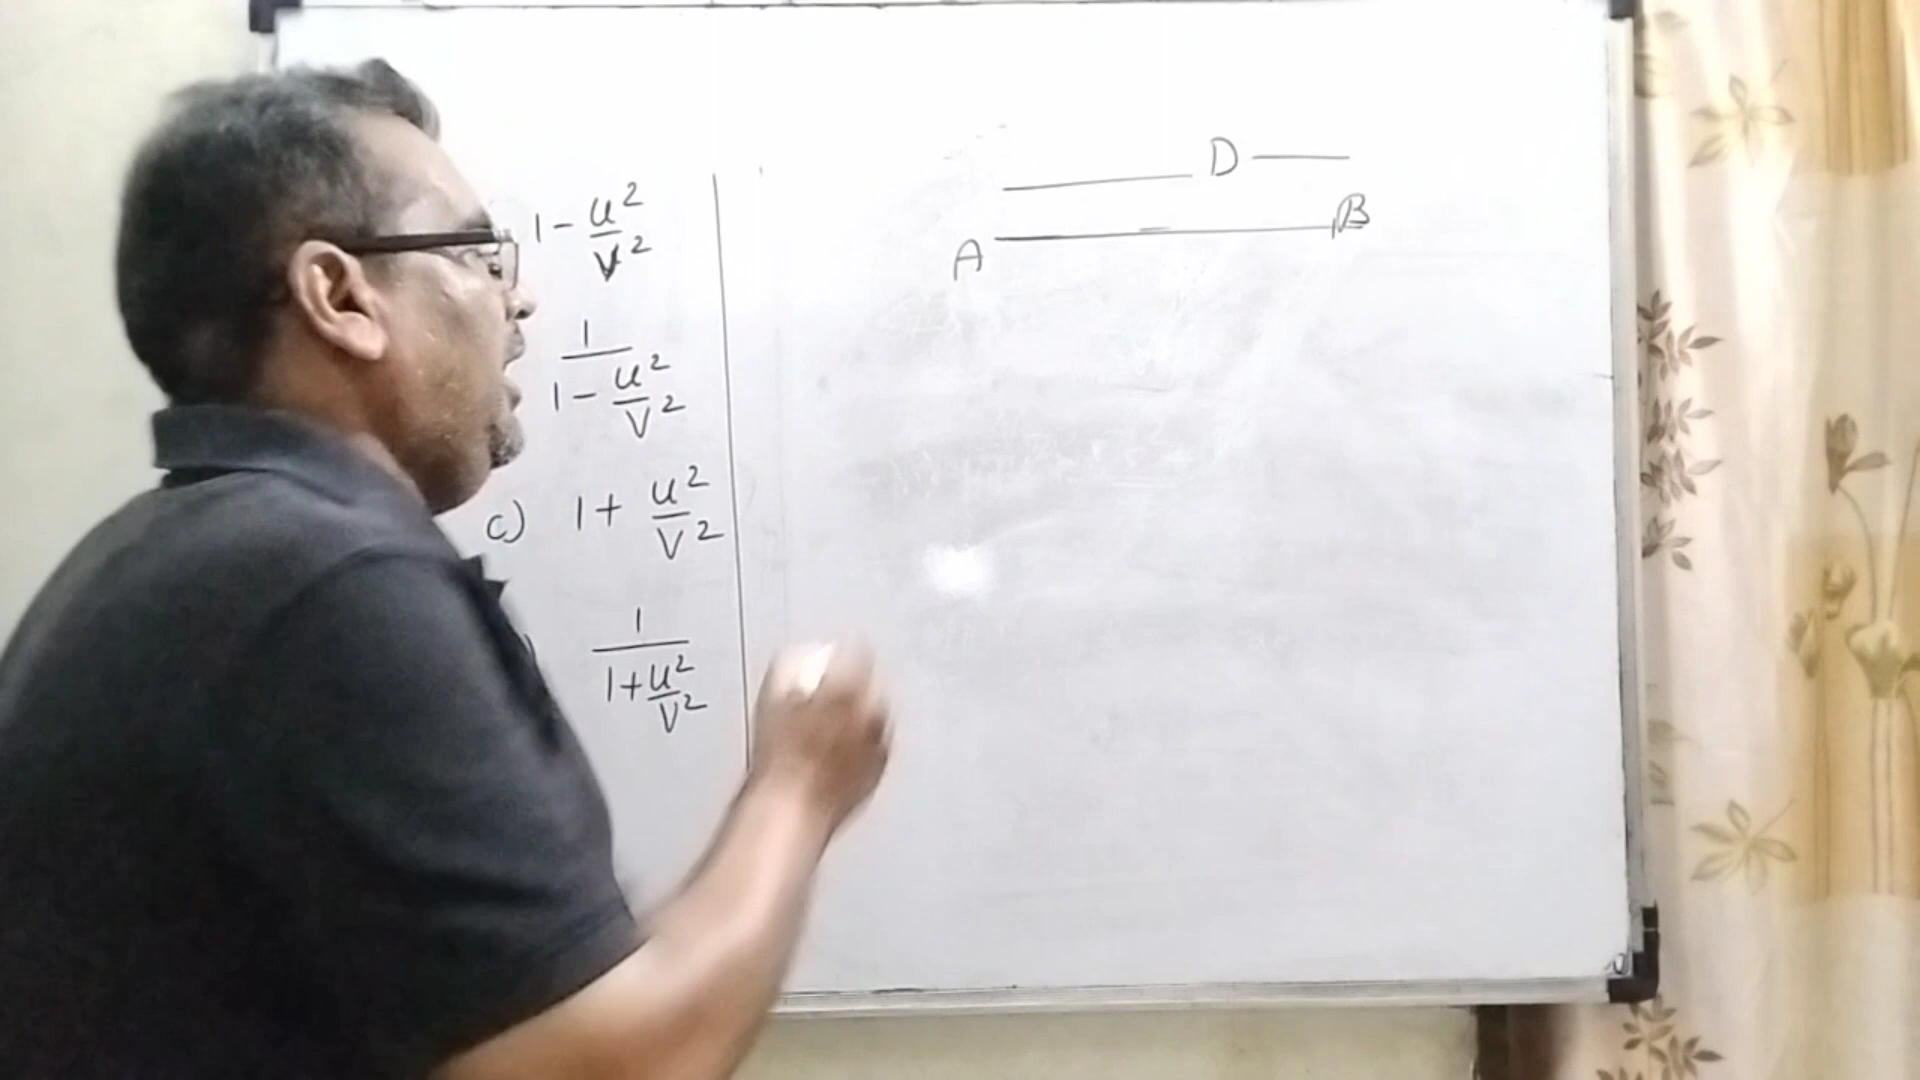 1 - u²/V²
1/(1 - u²/V²)
c) 1 + u²/V²
) 1/(1 + u²/V²)
D
A B